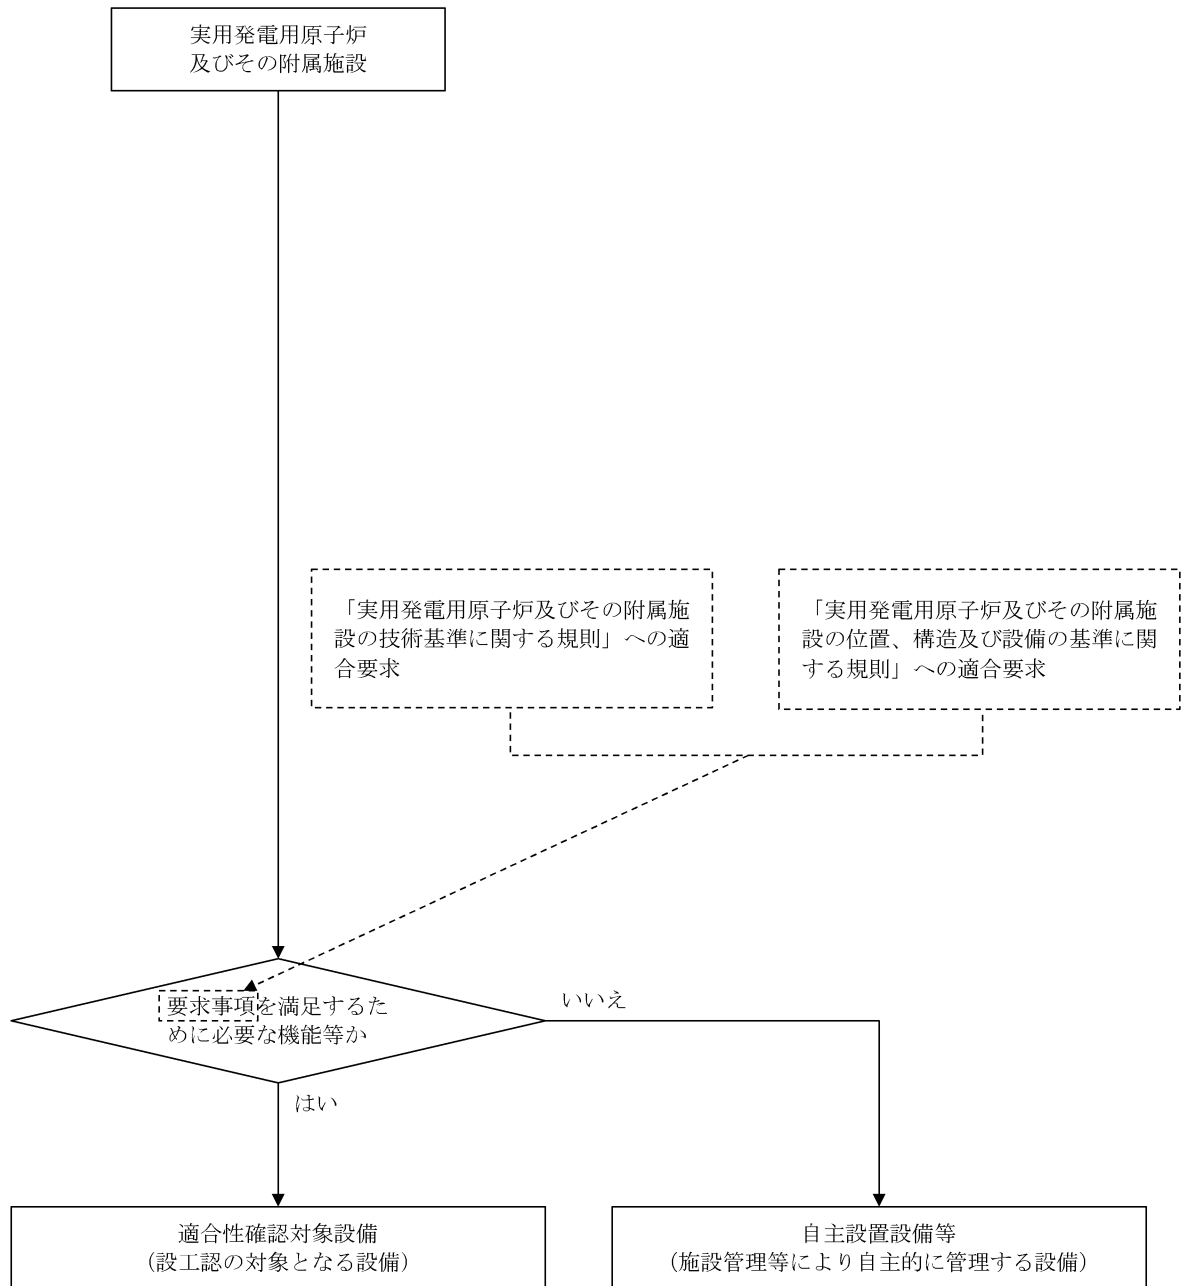 実用発電用原子炉
及びその附属施設
「実用発電用原子炉及びその附属施
設の技術基準に関する規則」への適
合要求
「実用発電用原子炉及びその附属施
設の位置、構造及び設備の基準に関
する規則」への適合要求
要求事項を満足するた
めに必要な機能等か
いいえ
はい
適合性確認対象設備
（設工認の対象となる設備）
自主設置設備等
（施設管理等により自主的に管理する設備）